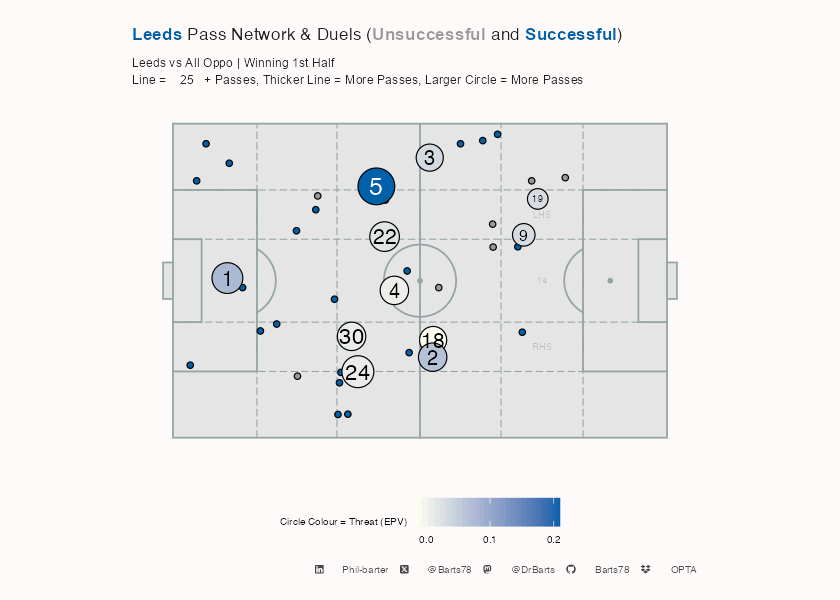 Leeds Pass Network & Duels (Unsuccessful and Successful)
Leeds vs All Oppo | Winning 1st Half
Line = 25 + Passes, Thicker Line = More Passes, Larger Circle = More Passes
3
5
19
LHS
22
9
1
14
4
30
18
RHS
2
24
Circle Colour = Threat (EPV)
0.0 0.1 0.2
Phil-barter @Barts78 @DrBarts Barts78 OPTA